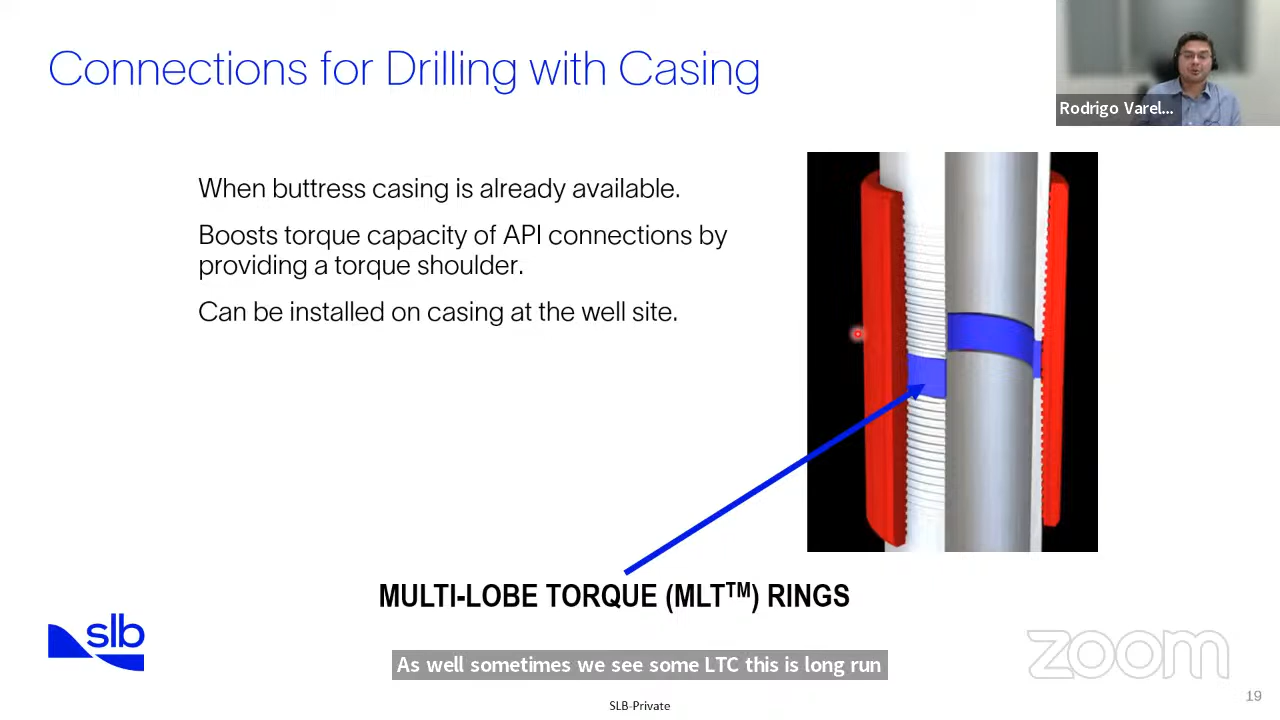 Connections for Drilling with Casing
Rodrigo Varel...
When buttress casing is already available.
Boosts torque capacity of API connections by
providing a torque shoulder.
Can be installed on casing at the well site.
MULTI-LOBE TORQUE (MLT™) RINGS
slb
zoom
As well sometimes we see some LTC this is long run
SLB-Private
19